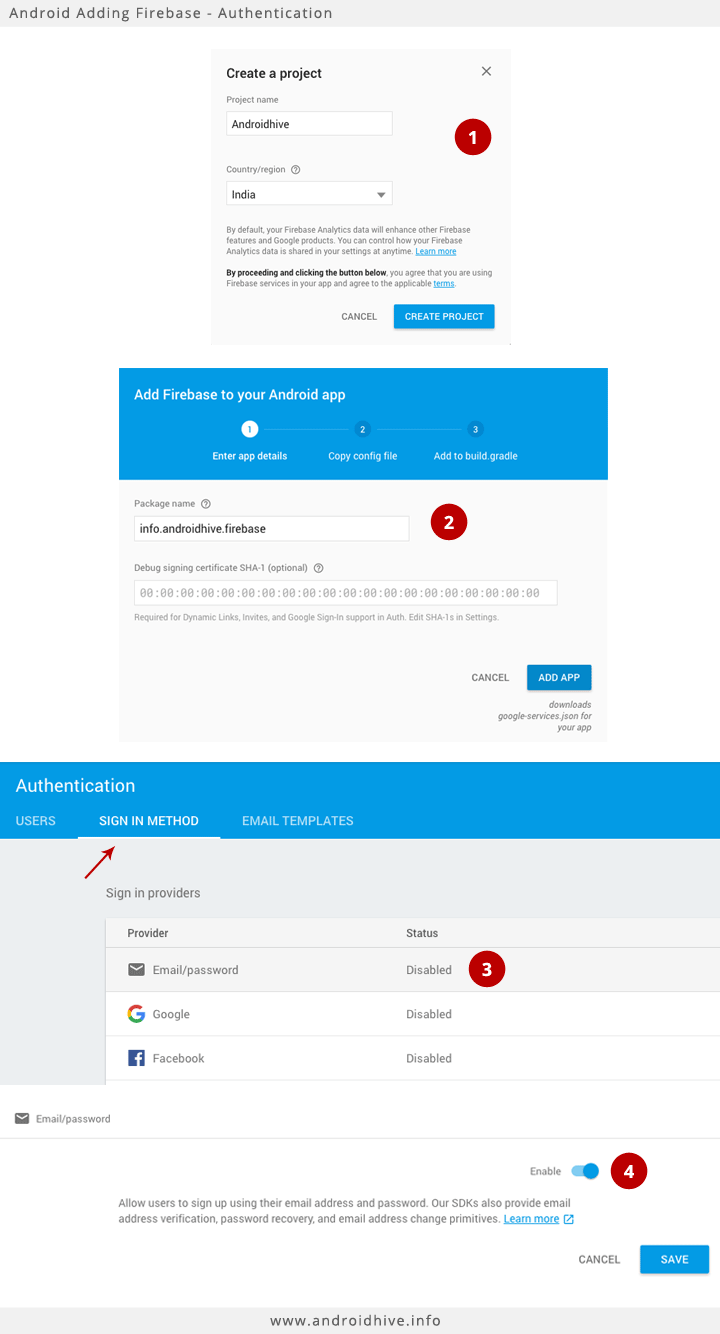 Android Adding Firebase - Authentication
Create a project
Project name
Androidhive
1
Country/region
India
By default, your Firebase Analytics data will enhance other Firebase
features and Google products. You can control how your Firebase
Analytics data is shared in your settings at anytime. Learn more
By proceeding and clicking the button below, you agree that you are using
Firebase services in your app and agree to the applicable terms.
CANCEL CREATE PROJECT
Add Firebase to your Android app
1 2 3
Enter app details Copy config file Add to build.gradle
Package name
info.androidhive.firebase
2
Debug signing certificate SHA-1 (optional)
00:00:00:00:00:00:00:00:00:00:00:00:00:00:00:00:00:00:00:00
Required for Dynamic Links, Invites, and Google Sign-In support in Auth. Edit SHA-1s in Settings.
CANCEL ADD APP
downloads
google-services.json for
your app
Authentication
USERS SIGN IN METHOD EMAIL TEMPLATES
Sign in providers
Provider Status
Email/password Disabled 3
Google Disabled
Facebook Disabled
Email/password
Enable 4
Allow users to sign up using their email address and password. Our SDKs also provide email
address verification, password recovery, and email address change primitives. Learn more
CANCEL SAVE
www.androidhive.info